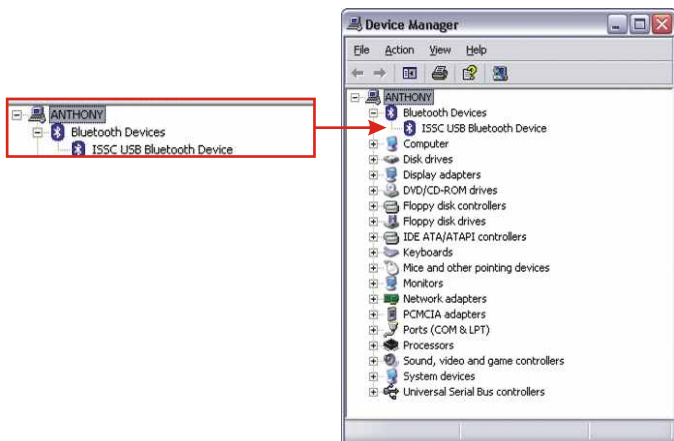 ANTHONY
Bluetooth Devices
ISSC USB Bluetooth Device
Device Manager
File Action View Help
ANTHONY
Bluetooth Devices
ISSC USB Bluetooth Device
Computer
Disk drives
Display adapters
DVD/CD-ROM drives
Floppy disk controllers
Floppy disk drives
IDE ATA/ATAPI controllers
Keyboards
Mice and other pointing devices
Monitors
Network adapters
PCMCIA adapters
Ports (COM & LPT)
Processors
Sound, video and game controllers
System devices
Universal Serial Bus controllers